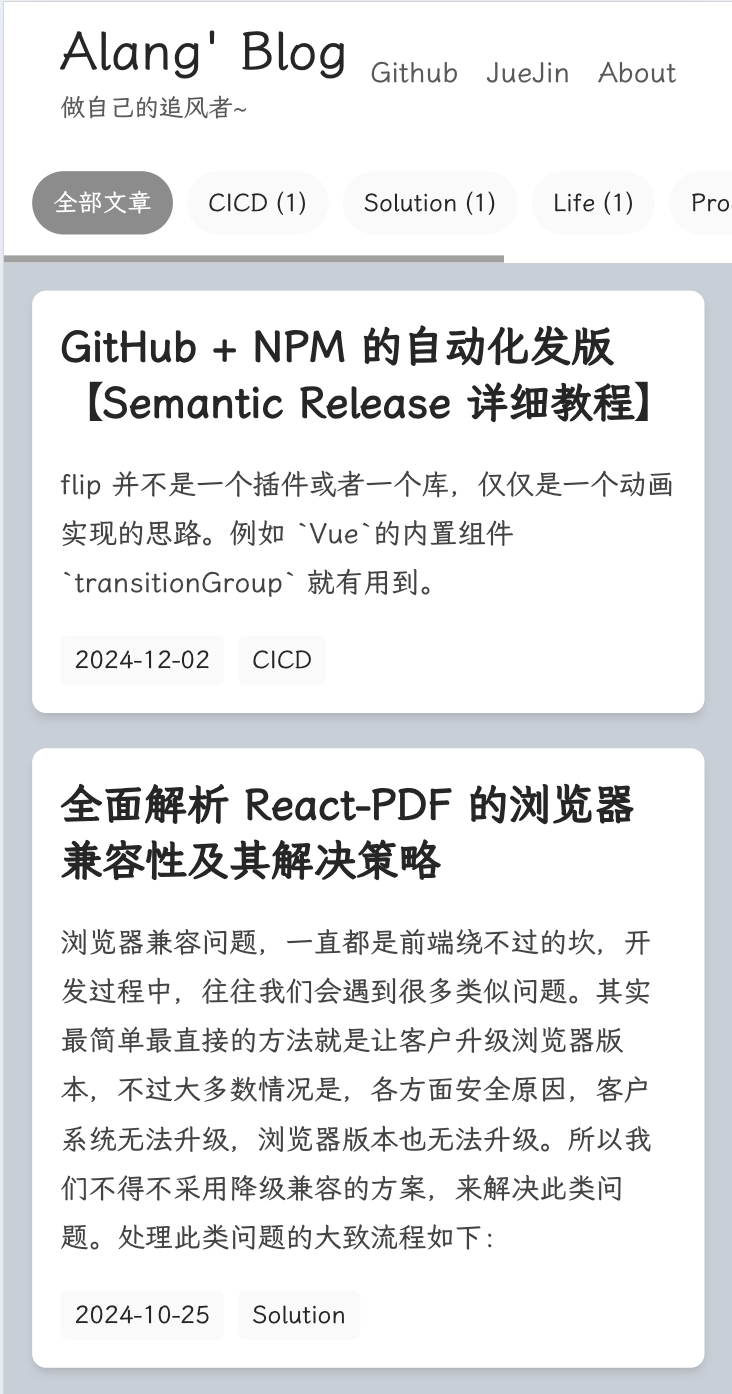 Alang' Blog
Github JueJin About
做自己的追风者~
全部文章 CICD (1) Solution (1) Life (1) Pro
GitHub + NPM 的自动化发版
【Semantic Release 详细教程】
flip 并不是一个插件或者一个库，仅仅是一个动画
实现的思路。例如 `Vue`的内置组件
`transitionGroup` 就有用到。
2024-12-02 CICD
全面解析 React-PDF 的浏览器
兼容性及其解决策略
浏览器兼容问题，一直都是前端绕不过的坎，开
发过程中，往往我们会遇到很多类似问题。其实
最简单最直接的方法就是让客户升级浏览器版
本，不过大多数情况是，各方面安全原因，客户
系统无法升级，浏览器版本也无法升级。所以我
们不得不采用降级兼容的方案，来解决此类问
题。处理此类问题的大致流程如下：
2024-10-25 Solution